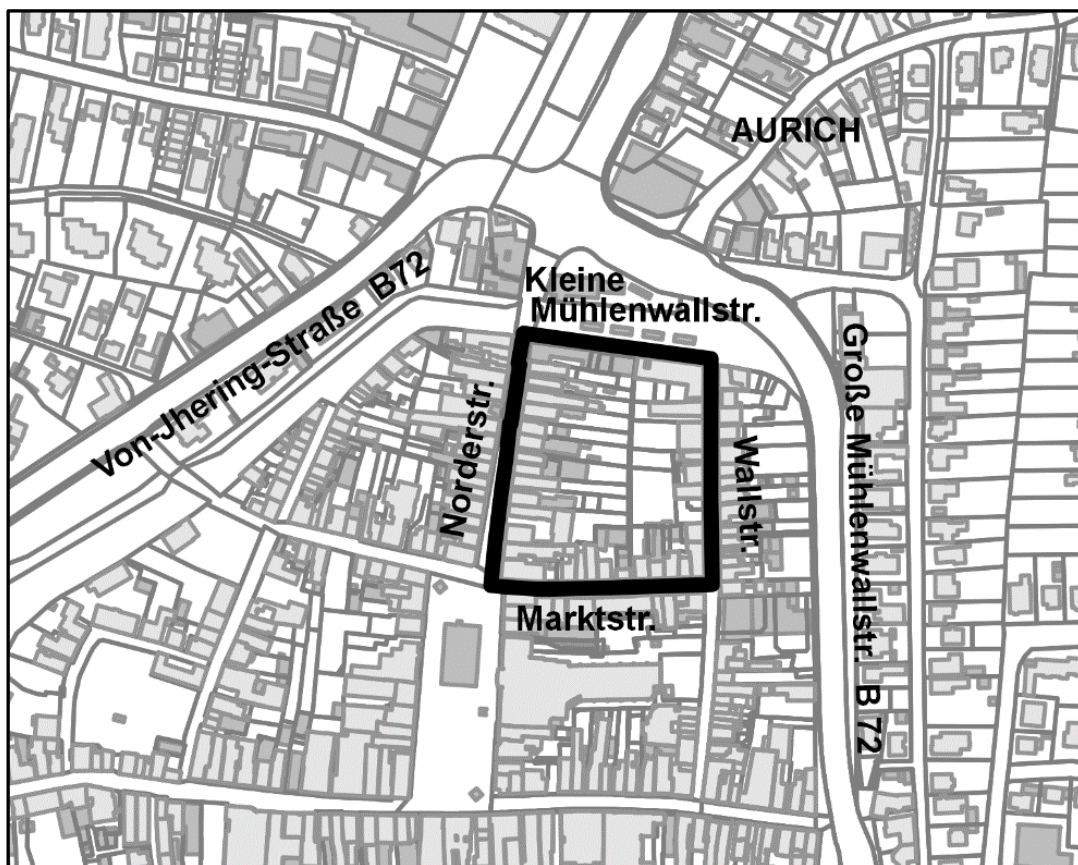 AURICH
Kleine
Mühlenwallstr.
Von-Jhering-Straße B72
Große Mühlenwallstr. B 72
Norderstr.
Wallstr.
Marktstr.